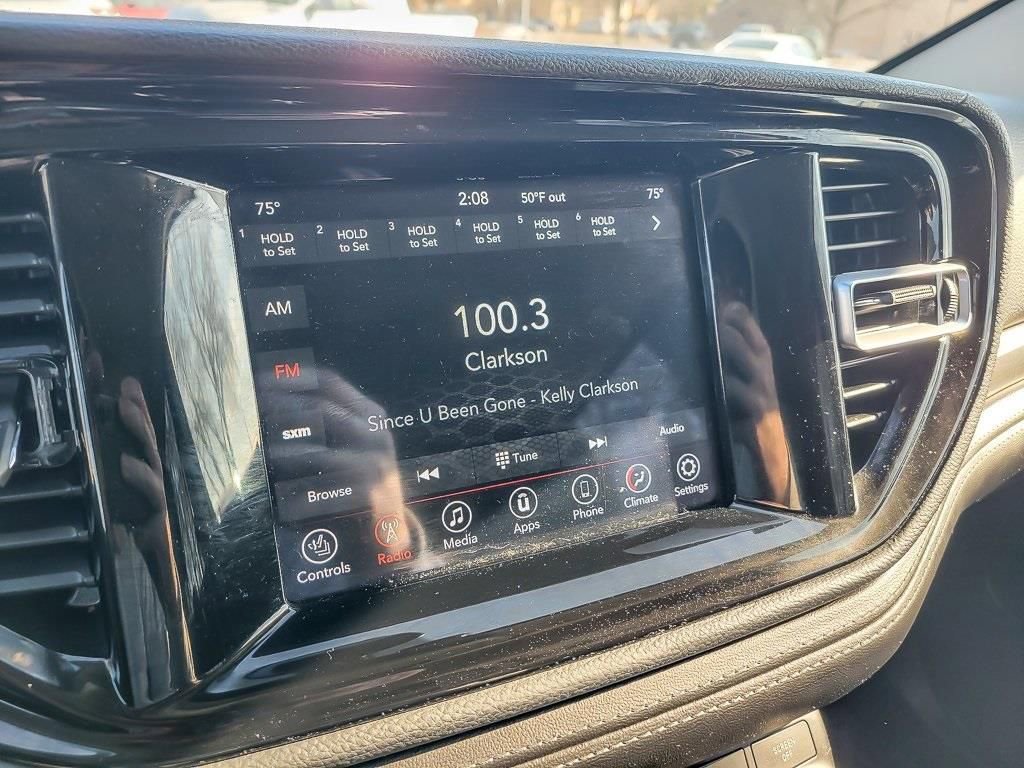 75° 2:08 50°F out 75°
1 HOLD to Set 2 HOLD to Set 3 HOLD to Set 4 HOLD to Set 5 HOLD to Set 6 HOLD to Set
AM
100.3
Clarkson
FM
Since U Been Gone - Kelly Clarkson
sxm
Browse Tune Audio
Controls Radio Media Apps Phone Climate Settings
SCREEN
OFF